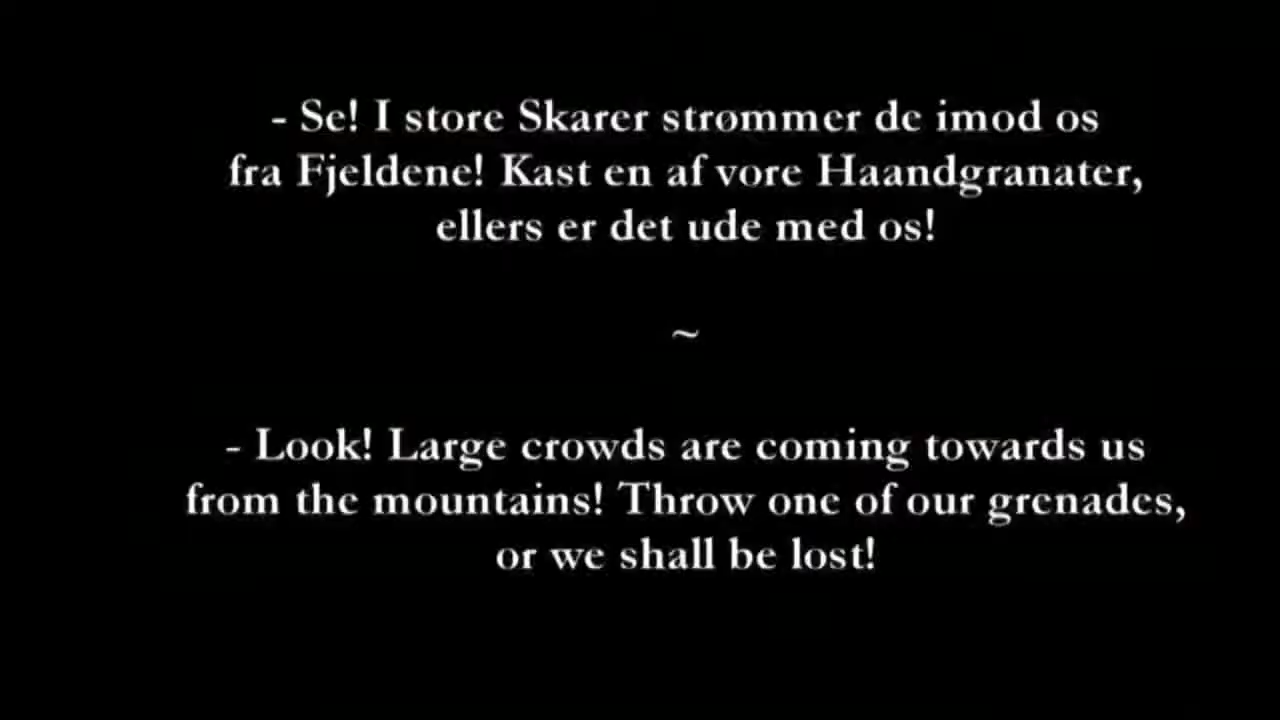 - Se! I store Skarer strømmer de imod os
fra Fjeldene! Kast en af vore Haandgranater,
ellers er det ude med os!
~
- Look! Large crowds are coming towards us
from the mountains! Throw one of our grenades,
or we shall be lost!